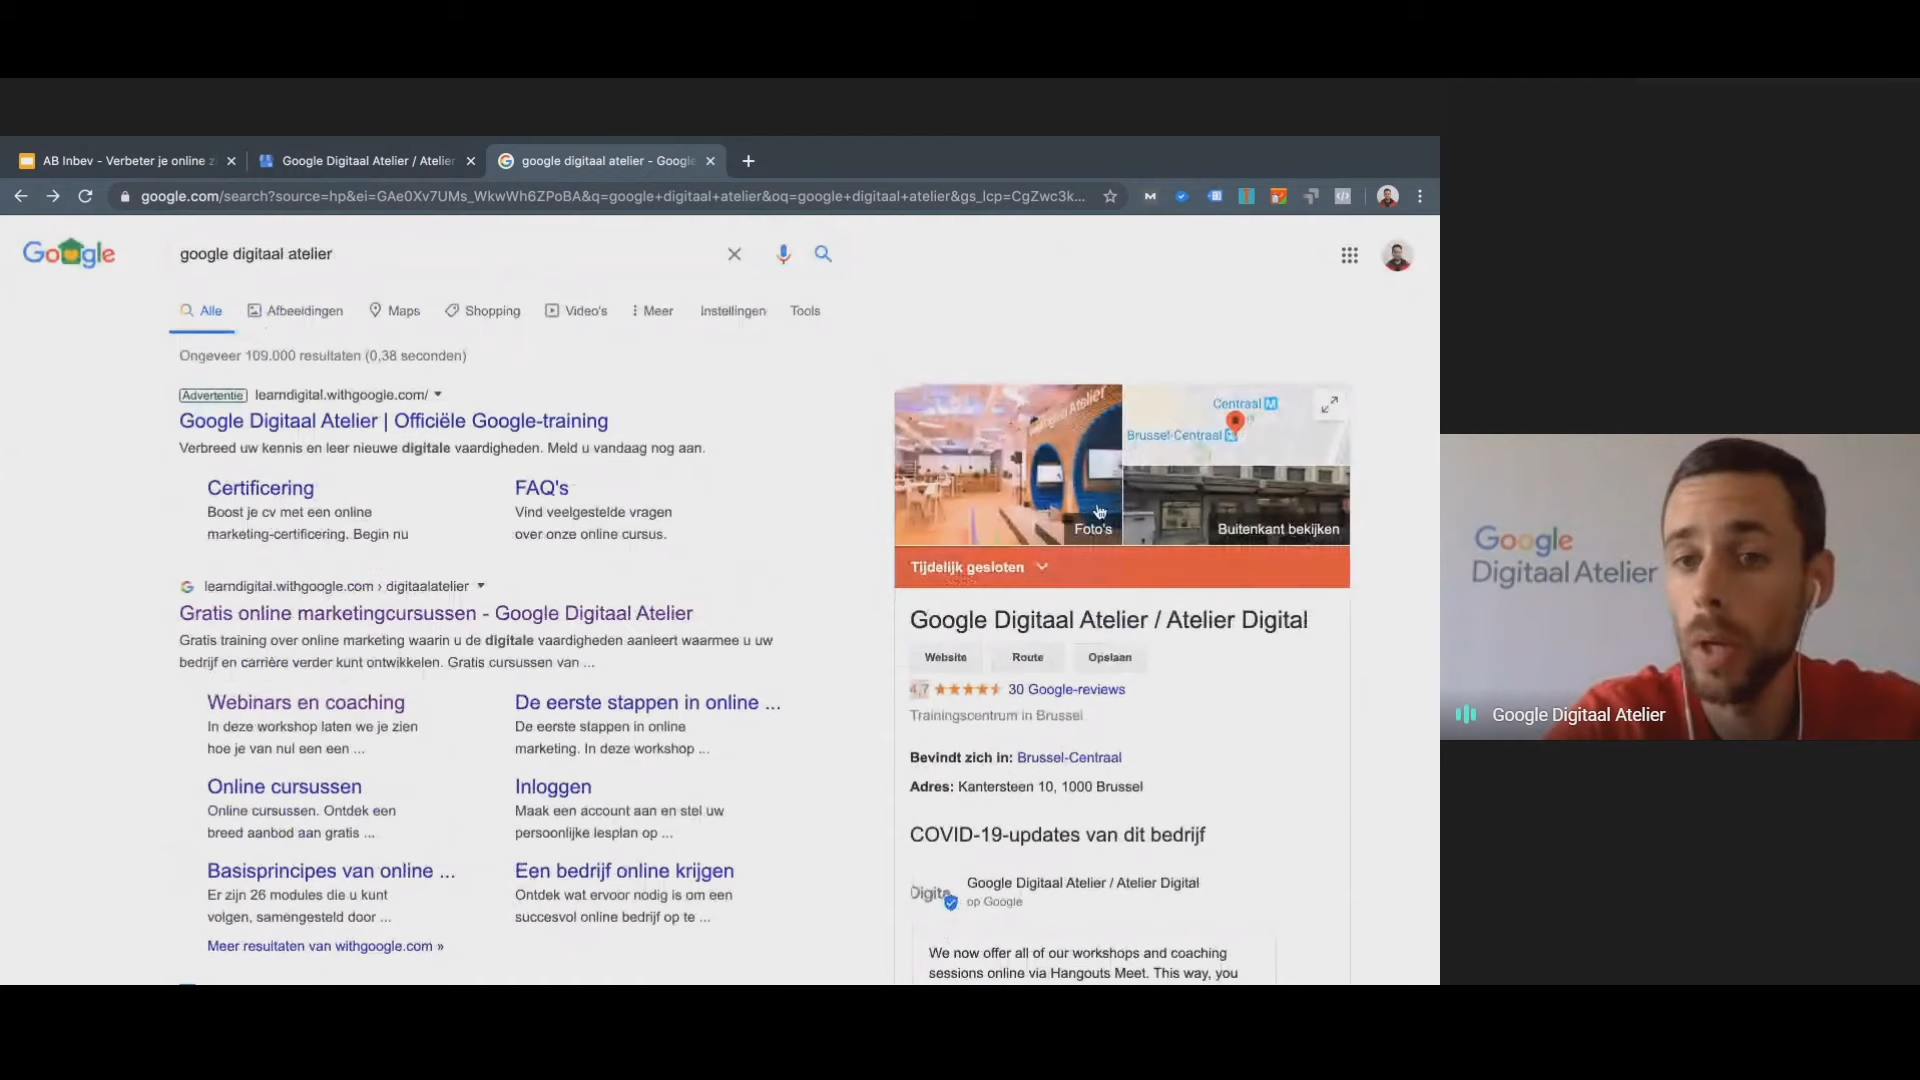 AB Inbev - Verbeter je online z
Google Digitaal Atelier / Atelier
google digitaal atelier - Google
google.com/search?source=hp&ei=GAe0Xv7UMs_WkwWh6ZPoBA&q=google+digitaal+atelier&oq=google+digitaal+atelier&gs_lcp=CgZwc3k...
Google
google digitaal atelier
Alle
Afbeeldingen
Maps
Shopping
Video's
Meer
Instellingen
Tools
Ongeveer 109.000 resultaten (0,38 seconden)
Advertentie learndigital.withgoogle.com/
Google Digitaal Atelier | Officiële Google-training
Verbreed uw kennis en leer nieuwe digitale vaardigheden. Meld u vandaag nog aan.
Certificering
Boost je cv met een online
marketing-certificering. Begin nu
FAQ's
Vind veelgestelde vragen
over onze online cursus.
learndigital.withgoogle.com › digitaalatelier
Gratis online marketingcursussen - Google Digitaal Atelier
Gratis training over online marketing waarin u de digitale vaardigheden aanleert waarmee u uw
bedrijf en carrière verder kunt ontwikkelen. Gratis cursussen van ...
Webinars en coaching
In deze workshop laten we je zien
hoe je van nul een een ...
De eerste stappen in online ...
De eerste stappen in online
marketing. In deze workshop ...
Online cursussen
Online cursussen. Ontdek een
breed aanbod aan gratis ...
Inloggen
Maak een account aan en stel uw
persoonlijke lesplan op ...
Basisprincipes van online ...
Er zijn 26 modules die u kunt
volgen, samengesteld door ...
Een bedrijf online krijgen
Ontdek wat ervoor nodig is om een
succesvol online bedrijf op te ...
Meer resultaten van withgoogle.com »
Digitaal Atelier
Foto's
Centraal M
Brussel-Centraal
Buitenkant bekijken
Tijdelijk gesloten
Google Digitaal Atelier / Atelier Digital
Website
Route
Opslaan
4,7 30 Google-reviews
Trainingscentrum in Brussel
Bevindt zich in: Brussel-Centraal
Adres: Kantersteen 10, 1000 Brussel
COVID-19-updates van dit bedrijf
Digita
Google Digitaal Atelier / Atelier Digital
op Google
We now offer all of our workshops and coaching
sessions online via Hangouts Meet. This way, you
Google
Digitaal Atelier
Google Digitaal Atelier